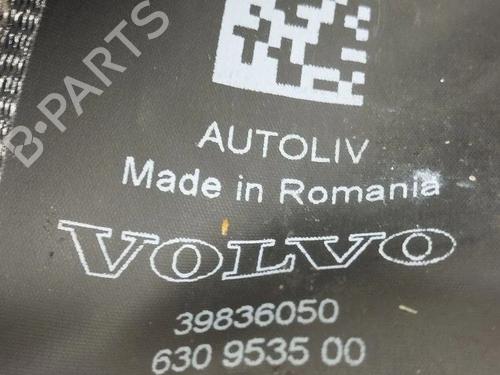 B-PARTS
AUTOLIV
Made in Romania
VOLVO
39836050
630 9535 00